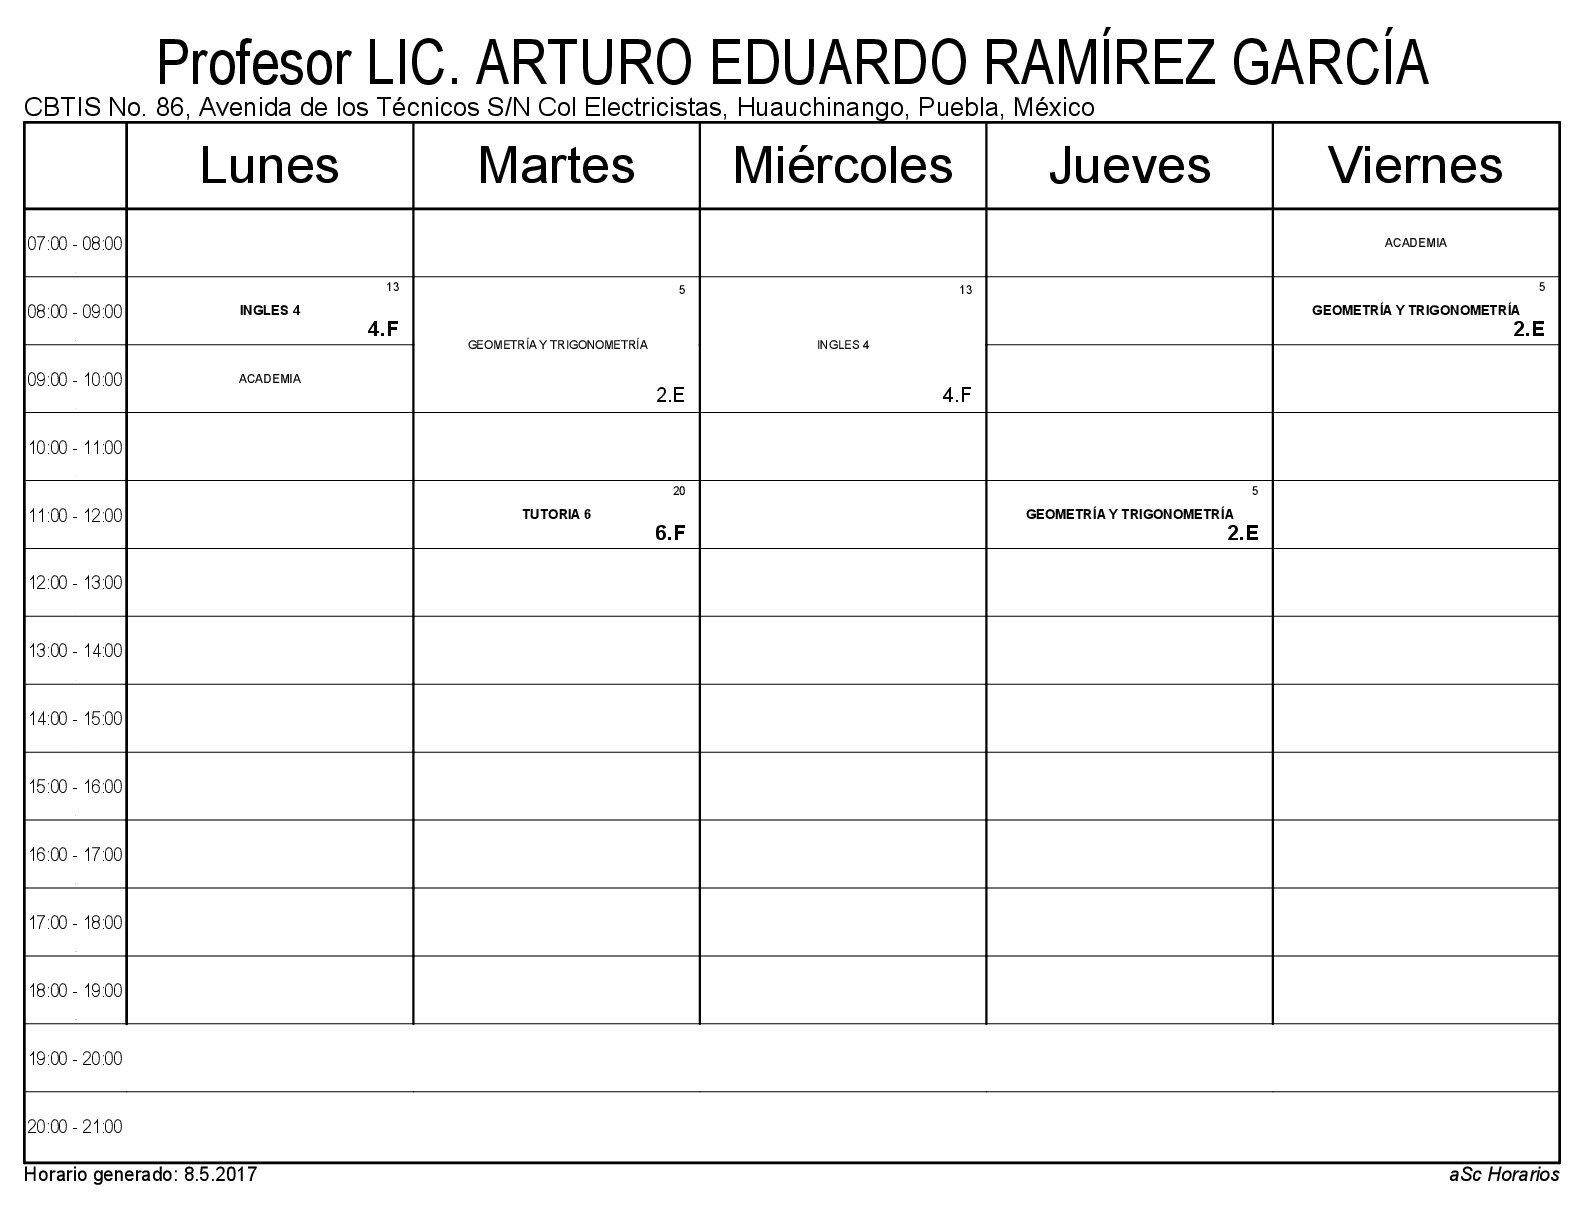 Profesor LIC. ARTURO EDUARDO RAMÍREZ GARCÍA
CBTIS No. 86, Avenida de los Técnicos S/N Col Electricistas, Huauchinango, Puebla, México
Lunes Martes Miércoles Jueves Viernes
07:00 - 08:00 ACADEMIA
13 5 13 5
08:00 - 09:00 INGLES 4 GEOMETRÍA Y TRIGONOMETRÍA
4.F 2.E
GEOMETRÍA Y TRIGONOMETRÍA INGLES 4
09:00 - 10:00 ACADEMIA
2.E 4.F
10:00 - 11:00
20 5
11:00 - 12:00 TUTORIA 6 GEOMETRÍA Y TRIGONOMETRÍA
6.F 2.E
12:00 - 13:00
13:00 - 14:00
14:00 - 15:00
15:00 - 16:00
16:00 - 17:00
17:00 - 18:00
18:00 - 19:00
19:00 - 20:00
20:00 - 21:00
Horario generado: 8.5.2017 aSc Horarios